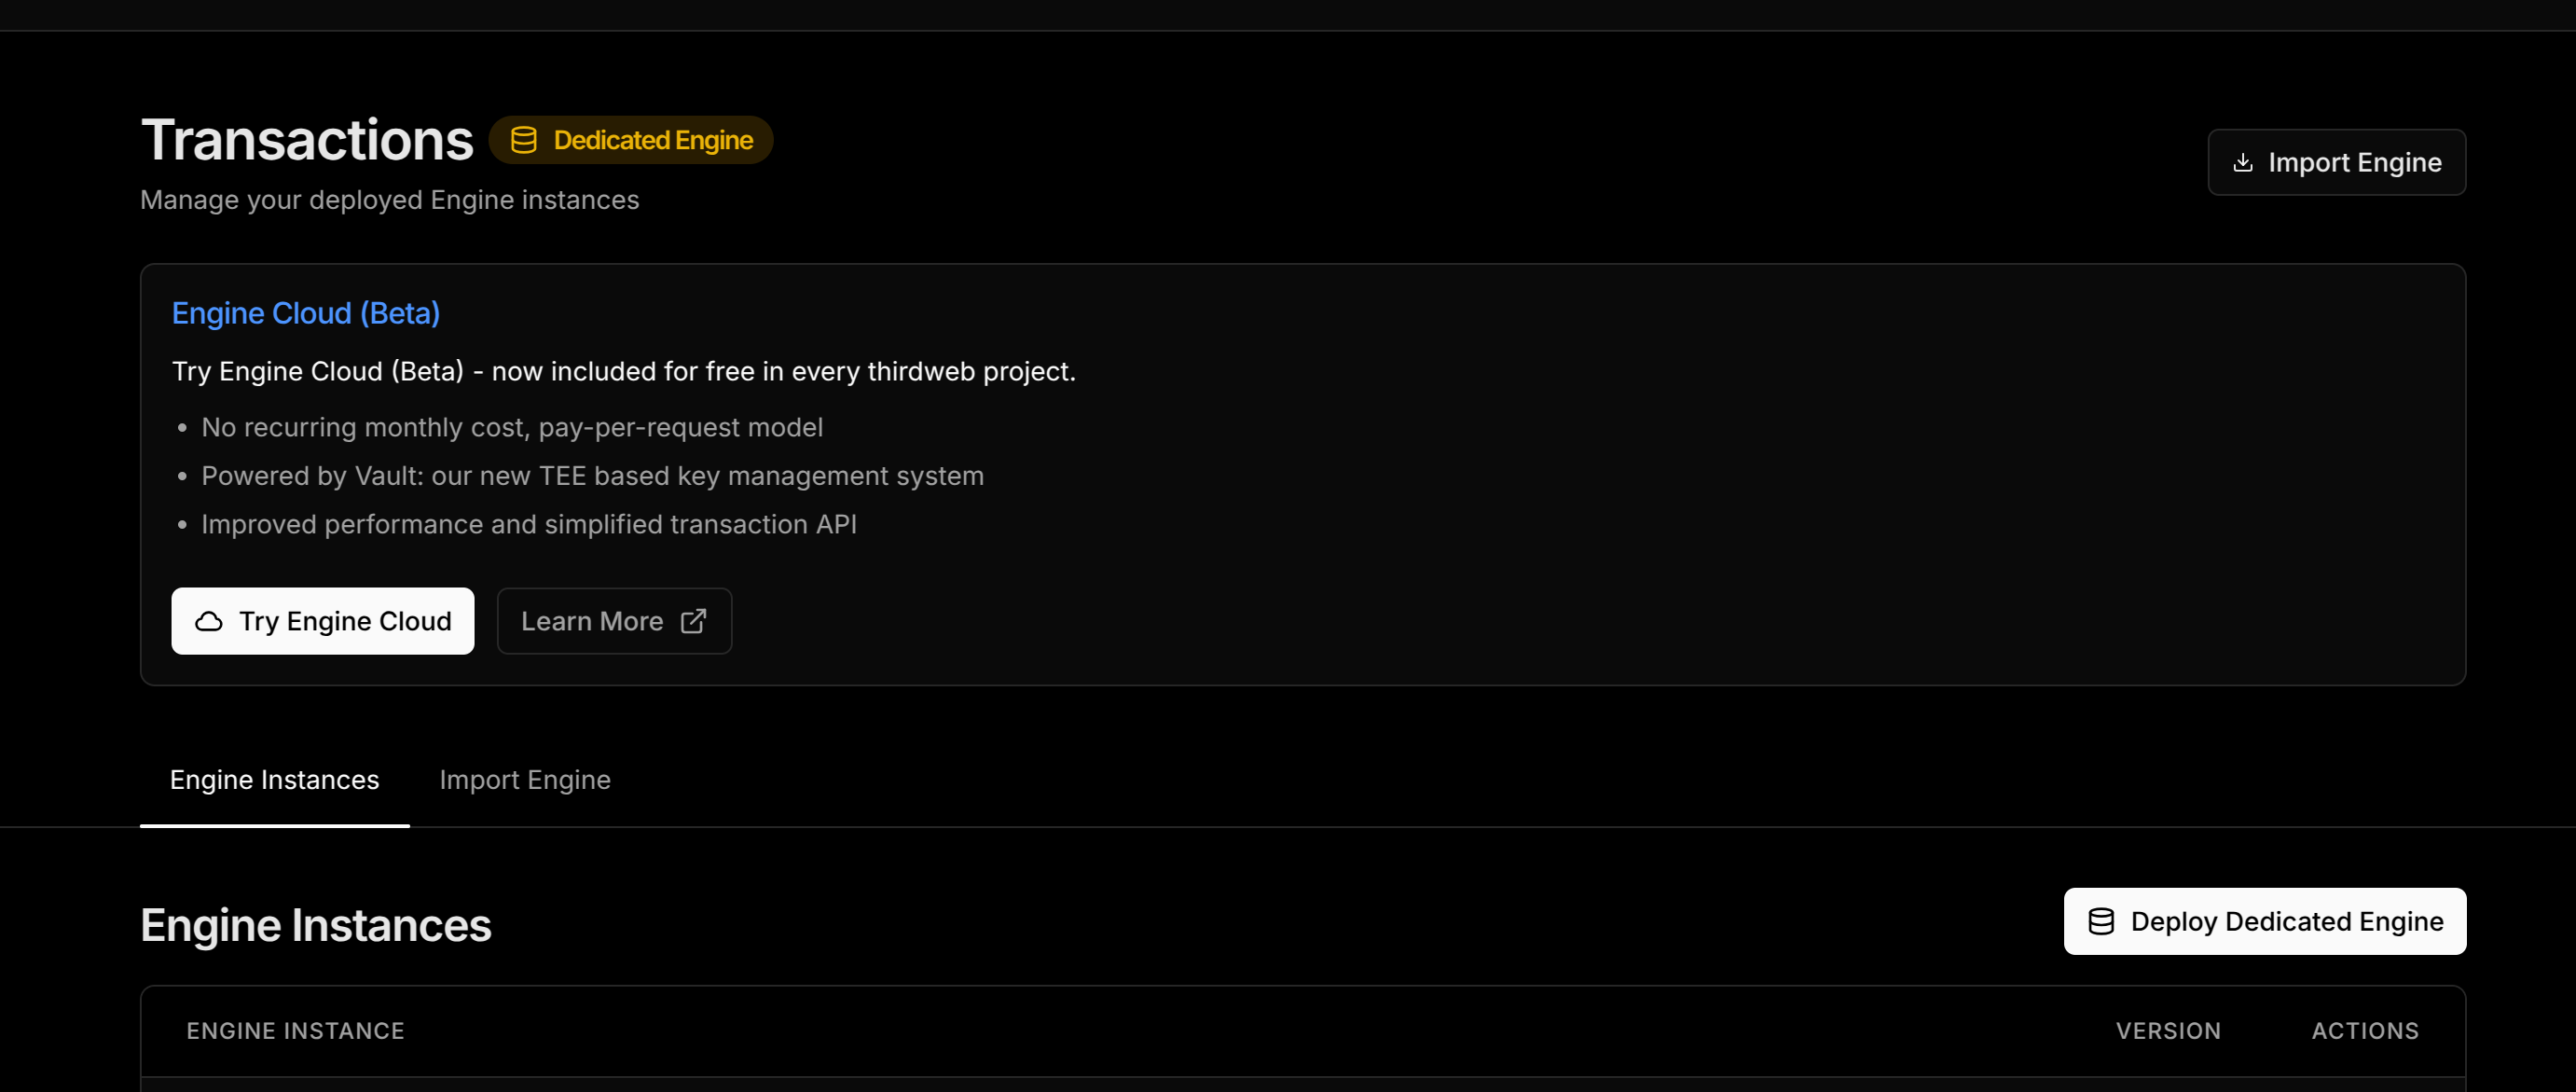 Transactions
Dedicated Engine
Manage your deployed Engine instances
Import Engine
Engine Cloud (Beta)
Try Engine Cloud (Beta) - now included for free in every thirdweb project.
• No recurring monthly cost, pay-per-request model
• Powered by Vault: our new TEE based key management system
• Improved performance and simplified transaction API
Try Engine Cloud
Learn More
Engine Instances
Import Engine
Engine Instances
Deploy Dedicated Engine
ENGINE INSTANCE
VERSION
ACTIONS